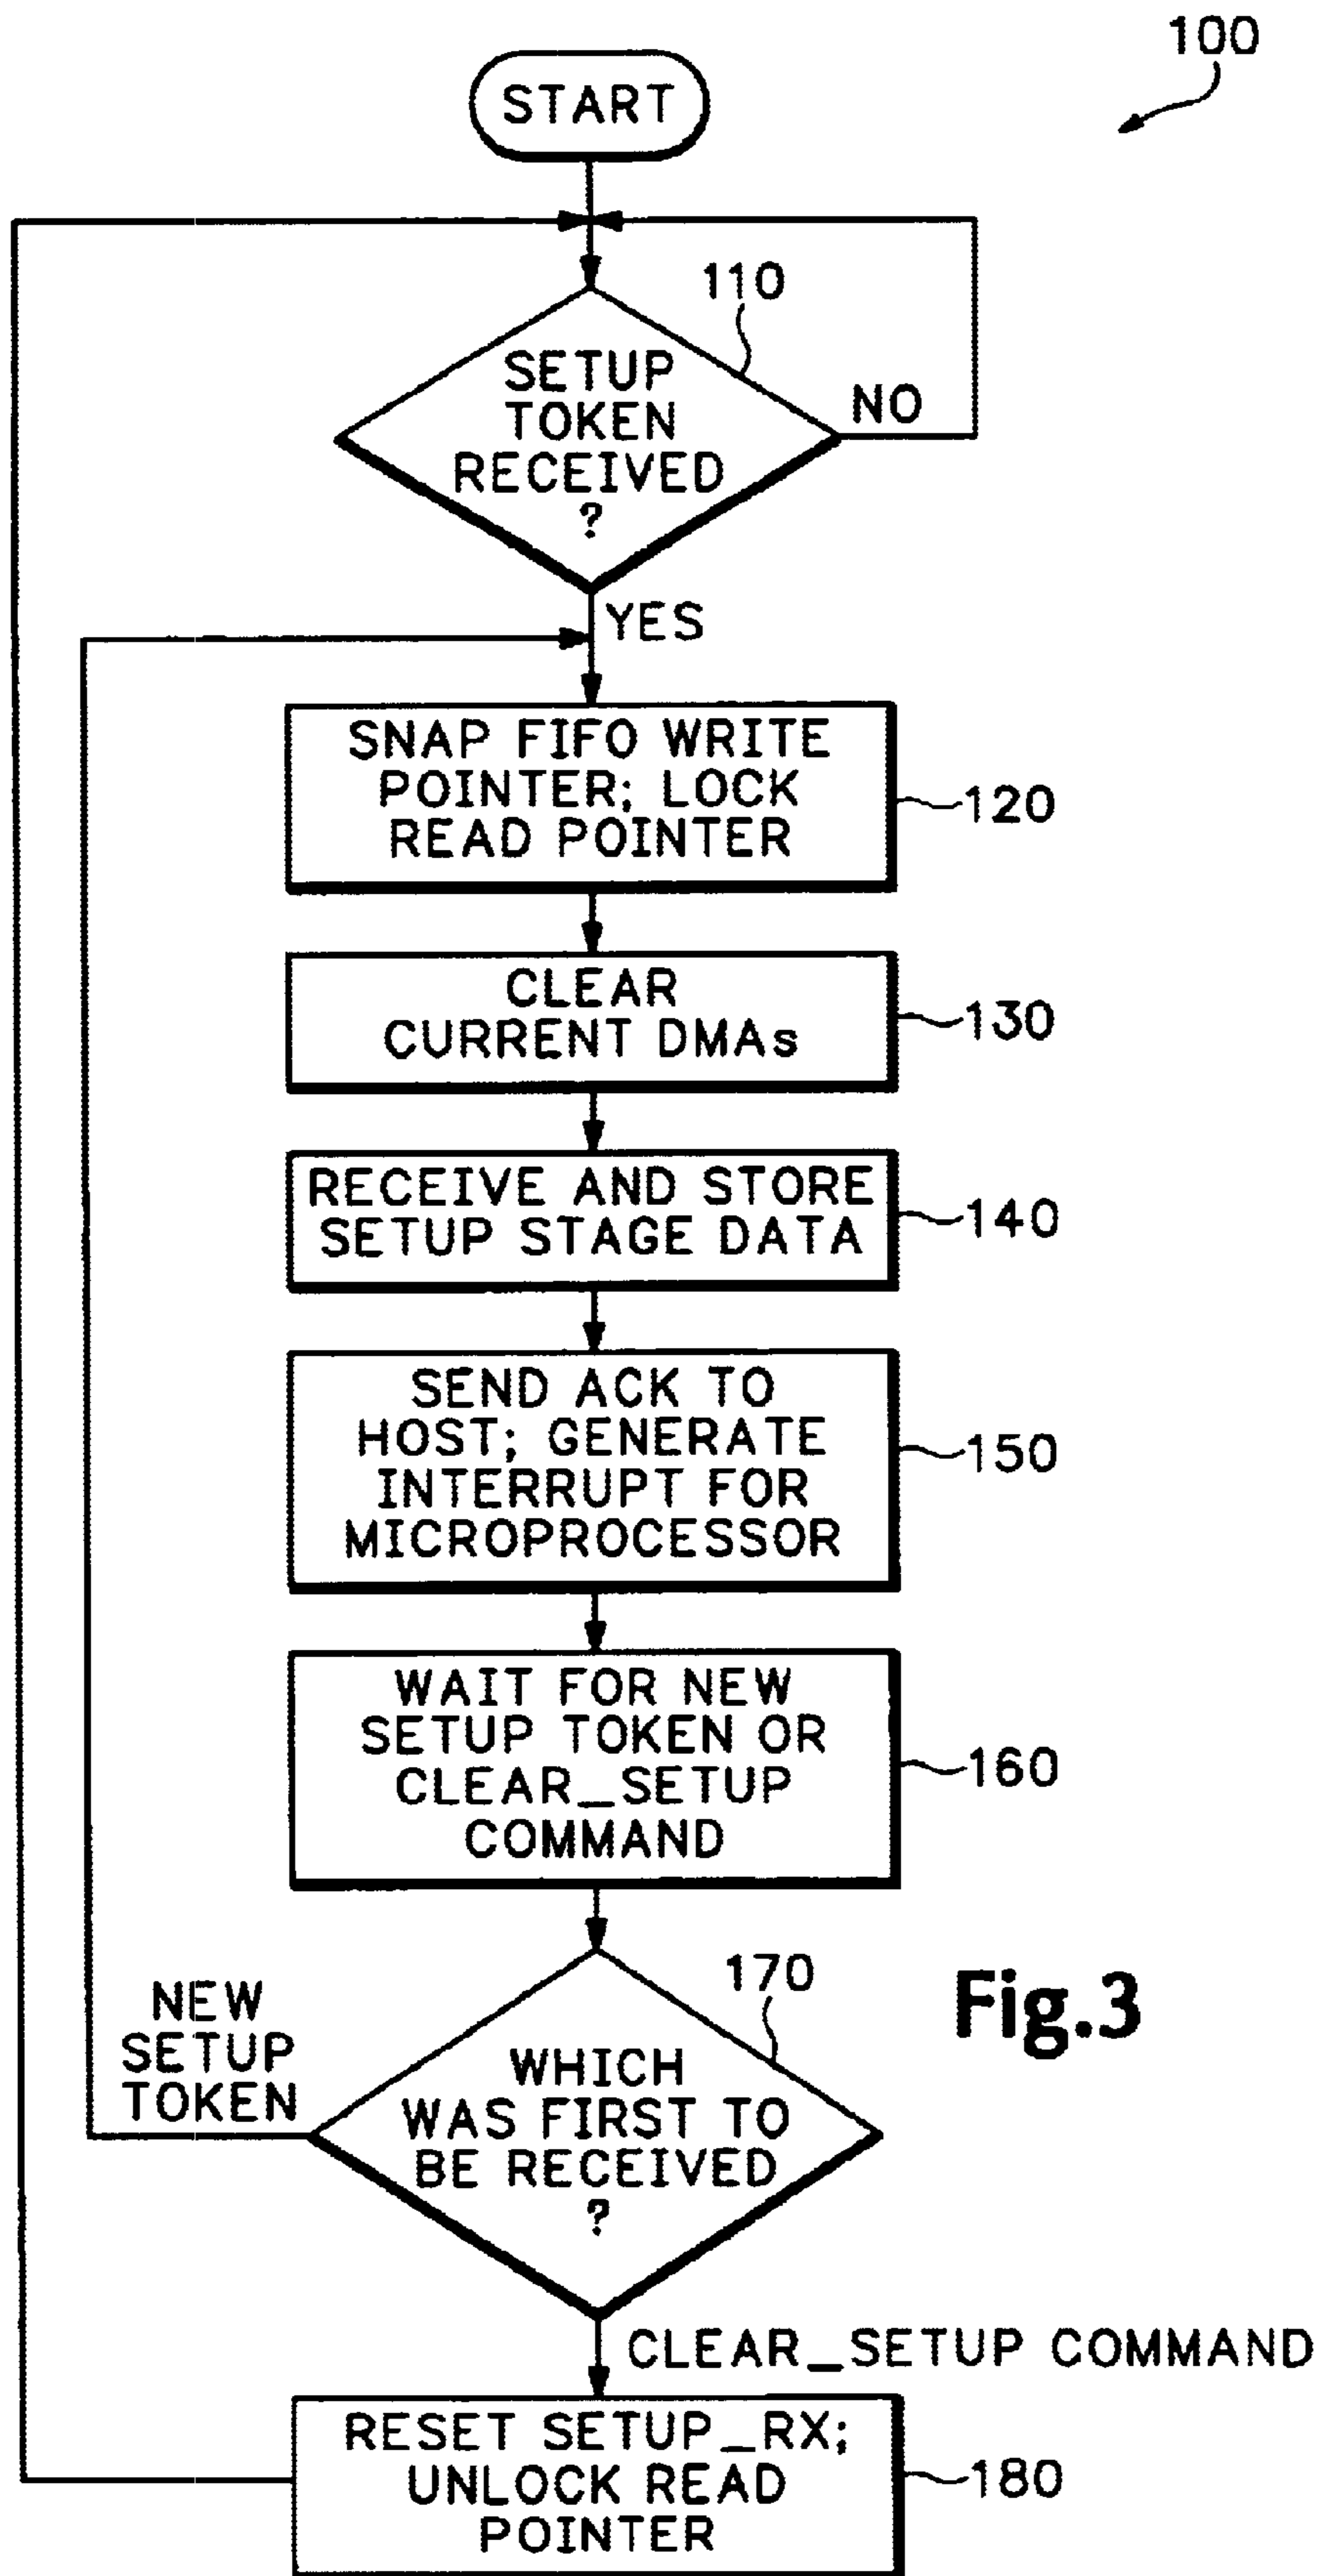 100
START
110
SETUP
TOKEN
RECEIVED
?
NO
YES
SNAP FIFO WRITE
POINTER; LOCK
READ POINTER
120
CLEAR
CURRENT DMAs
130
RECEIVE AND STORE
SETUP STAGE DATA
140
SEND ACK TO
HOST; GENERATE
INTERRUPT FOR
MICROPROCESSOR
150
WAIT FOR NEW
SETUP TOKEN OR
CLEAR_SETUP
COMMAND
160
170
NEW
SETUP
TOKEN
WHICH
WAS FIRST TO
BE RECEIVED
?
Fig.3
CLEAR_SETUP COMMAND
RESET SETUP_RX;
UNLOCK READ
POINTER
180